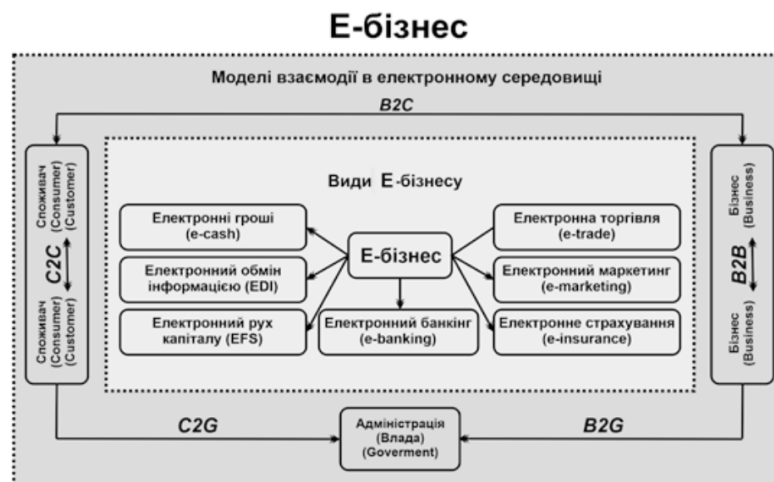 Е-бізнес
Моделі взаємодії в електронному середовищі
B2C
Споживач
(Consumer)
(Customer)
C2C
Споживач
(Consumer)
(Customer)
Види Е-бізнесу
Електронні гроші
(e-cash)
Електронний обмін
інформацією (EDI)
Електронний рух
капіталу (EFS)
Е-бізнес
Електронний банкінг
(e-banking)
Електронна торгівля
(e-trade)
Електронний маркетинг
(e-marketing)
Електронне страхування
(e-insurance)
Бізнес
(Business)
B2B
Бізнес
(Business)
C2G
Адміністрація
(Влада)
(Goverment)
B2G